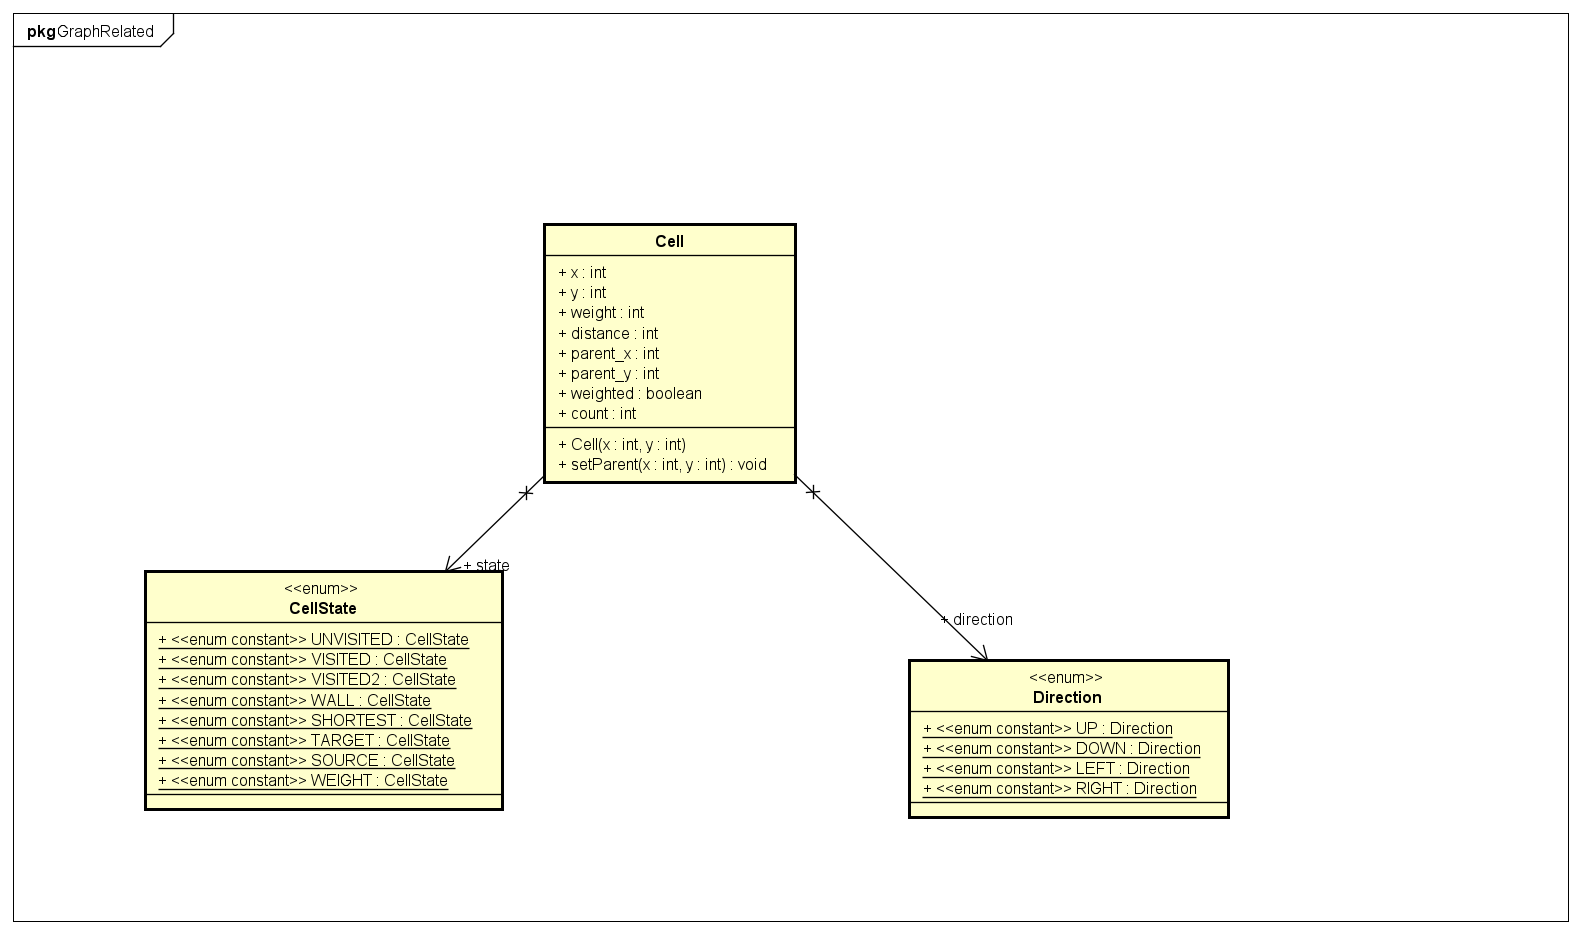 pkg GraphRelated
Cell
+ x : int
+ y : int
+ weight : int
+ distance : int
+ parent_x : int
+ parent_y : int
+ weighted : boolean
+ count : int
+ Cell(x : int, y : int)
+ setParent(x : int, y : int) : void
+ state
<<enum>>
CellState
+ <<enum constant>> UNVISITED : CellState
+ <<enum constant>> VISITED : CellState
+ <<enum constant>> VISITED2 : CellState
+ <<enum constant>> WALL : CellState
+ <<enum constant>> SHORTEST : CellState
+ <<enum constant>> TARGET : CellState
+ <<enum constant>> SOURCE : CellState
+ <<enum constant>> WEIGHT : CellState
+ direction
<<enum>>
Direction
+ <<enum constant>> UP : Direction
+ <<enum constant>> DOWN : Direction
+ <<enum constant>> LEFT : Direction
+ <<enum constant>> RIGHT : Direction